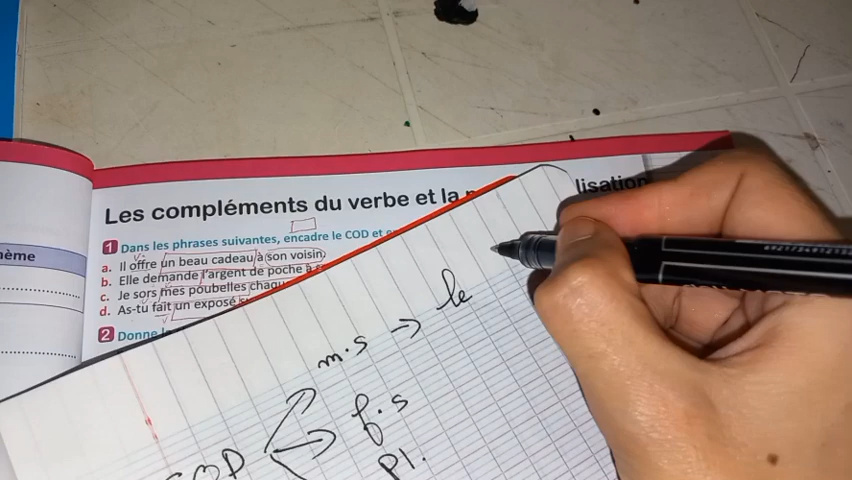 Les compléments du verbe et la
lisation
1 Dans les phrases suivantes, encadre le COD et
a. Il offre un beau cadeau à son voisin
b. Elle demande l'argent de poche à
c. Je sors mes poubelles chaqu
d. As-tu fait un exposé
2 Donne
ème
m.s → le
f.s
pl.
COD